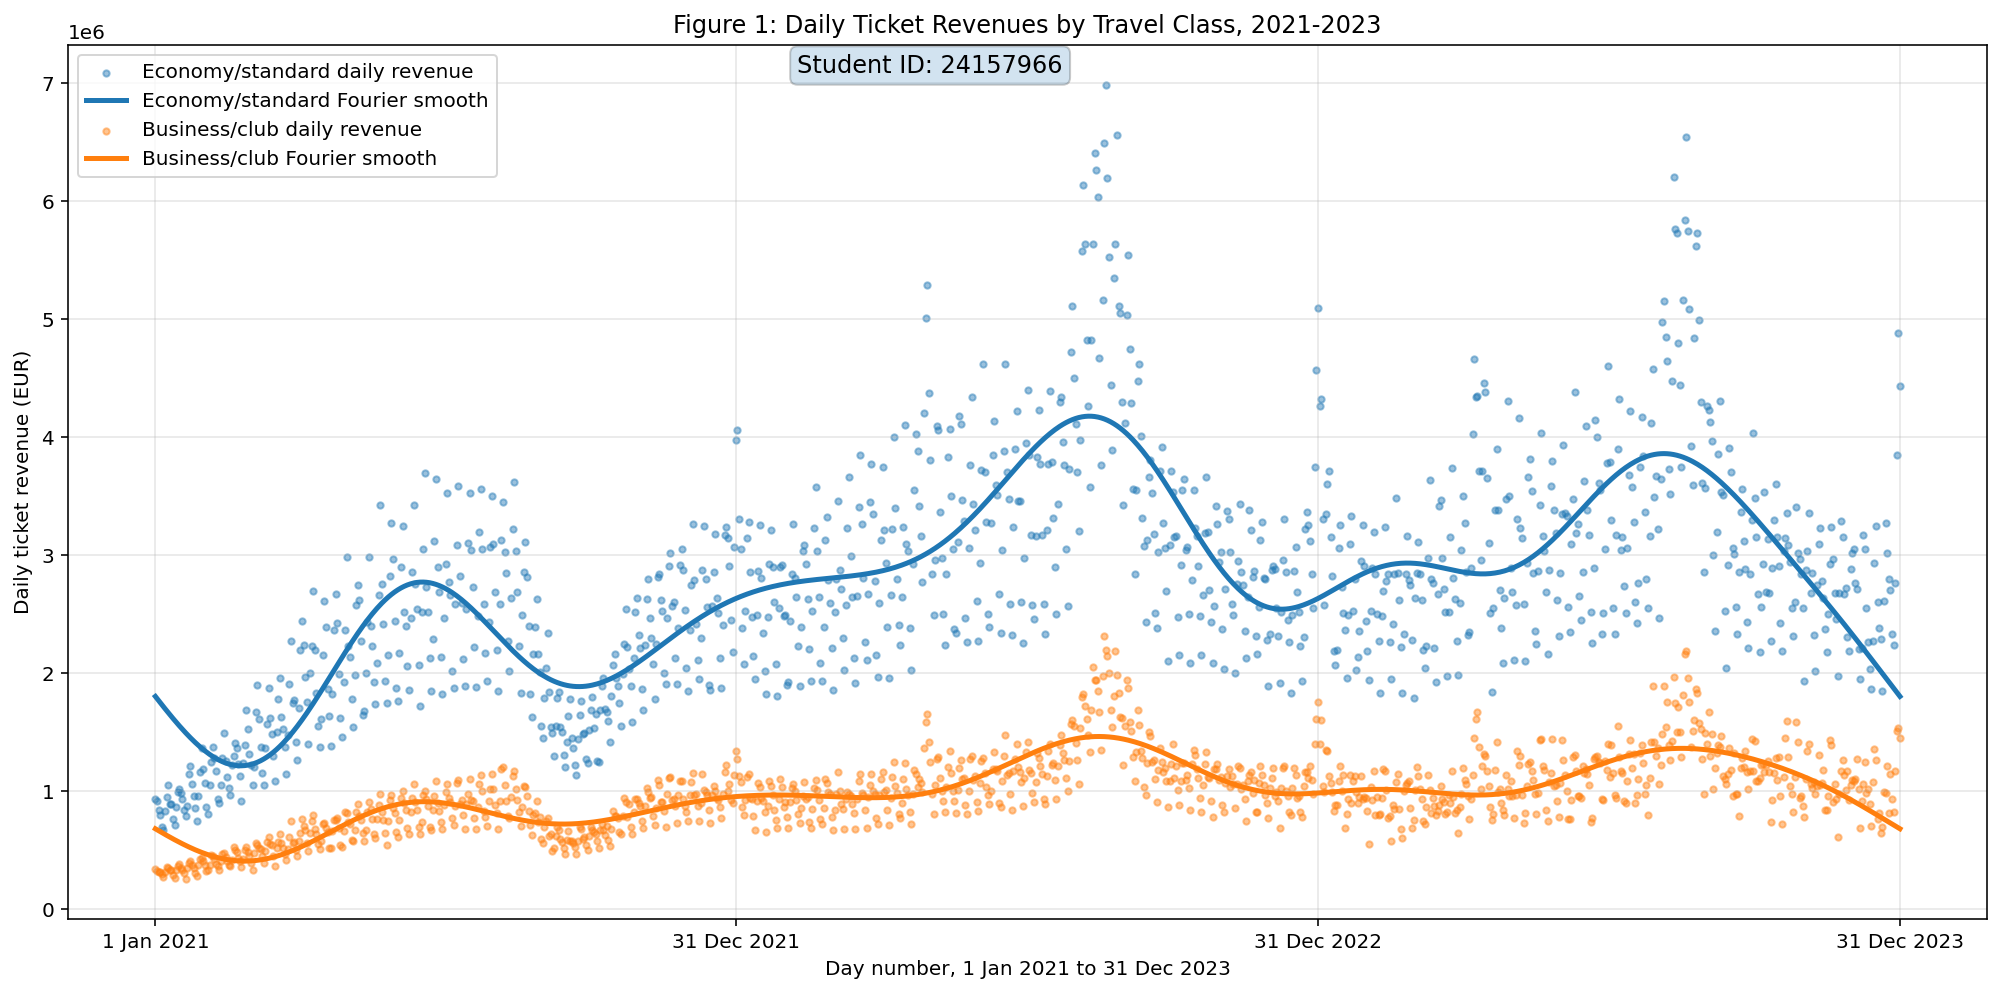 Figure 1: Daily Ticket Revenues by Travel Class, 2021-2023
1e6
Student ID: 24157966
Economy/standard daily revenue
Economy/standard Fourier smooth
Business/club daily revenue
Business/club Fourier smooth
7
6
5
4
3
2
1
0
Daily ticket revenue (EUR)
1 Jan 2021
31 Dec 2021
31 Dec 2022
31 Dec 2023
Day number, 1 Jan 2021 to 31 Dec 2023